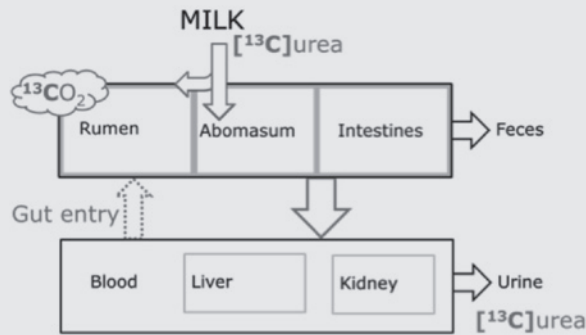 MILK
[¹³C]urea
¹³CO₂
Rumen
Abomasum
Intestines
Feces
Gut entry
Blood
Liver
Kidney
Urine
[¹³C]urea